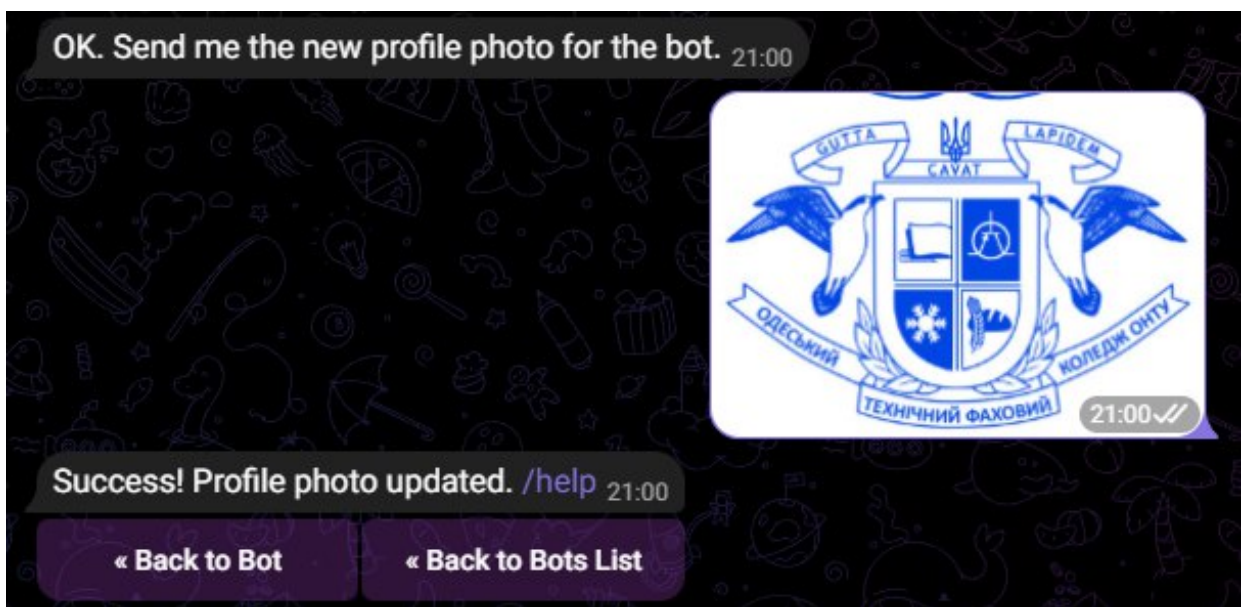 OK. Send me the new profile photo for the bot. 21:00
GUTTA
CAVAT
LAPIDEM
ОДЕСЬКИЙ
ТЕХНІЧНИЙ ФАХОВИЙ
КОЛЕДЖ ОНТУ
21:00
Success! Profile photo updated. /help 21:00
« Back to Bot
« Back to Bots List